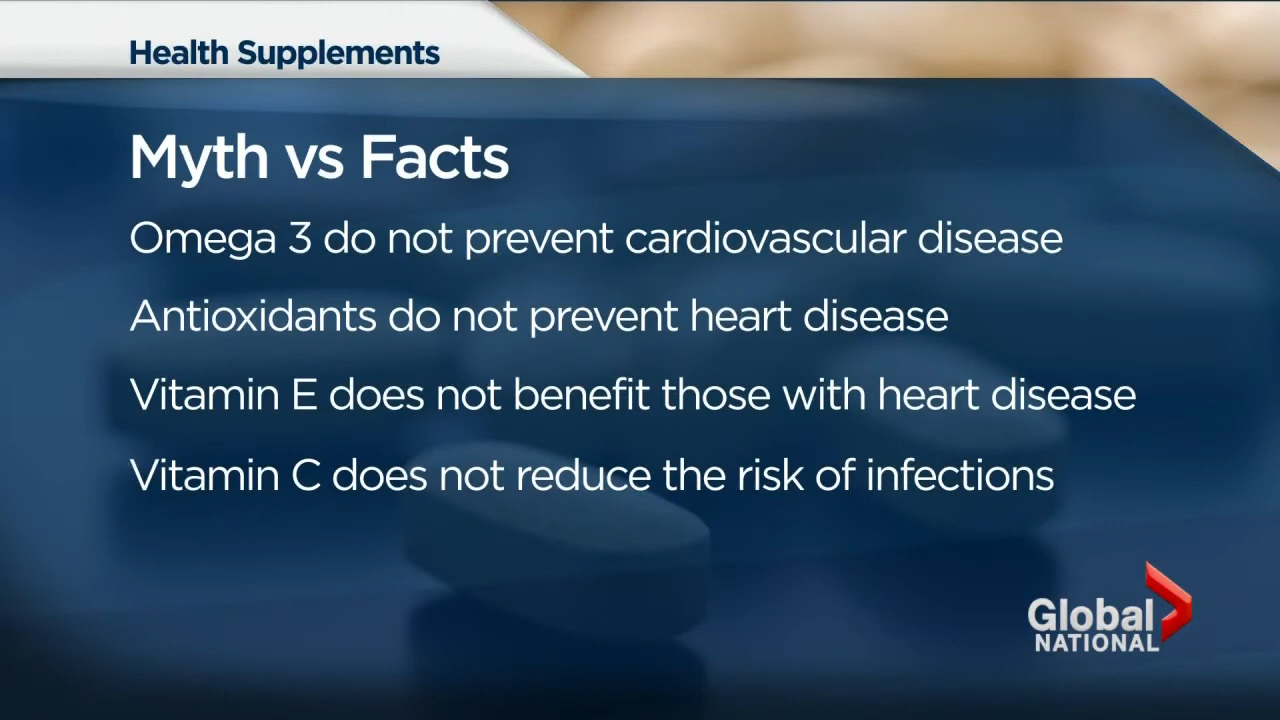 Health Supplements
Myth vs Facts
Omega 3 do not prevent cardiovascular disease
Antioxidants do not prevent heart disease
Vitamin E does not benefit those with heart disease
Vitamin C does not reduce the risk of infections
Global
NATIONAL